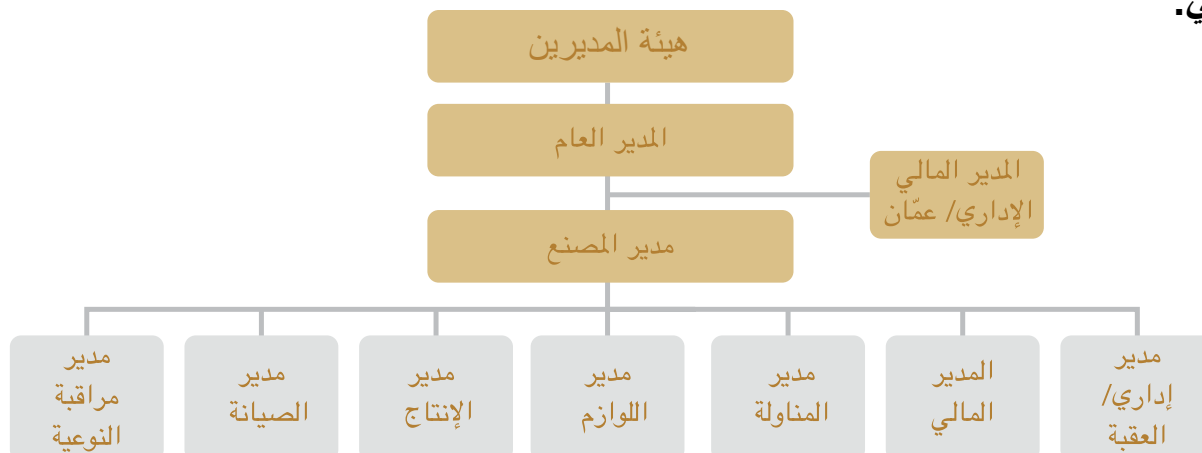 ي.
هيئة المديرين
المدير العام
المدير المالي
الإداري/ عمّان
مدير المصنع
مدير
إداري/
العقبة
المدير
المالي
مدير
المناولة
مدير
اللوازم
مدير
الإنتاج
مدير
الصيانة
مدير
مراقبة
النوعية